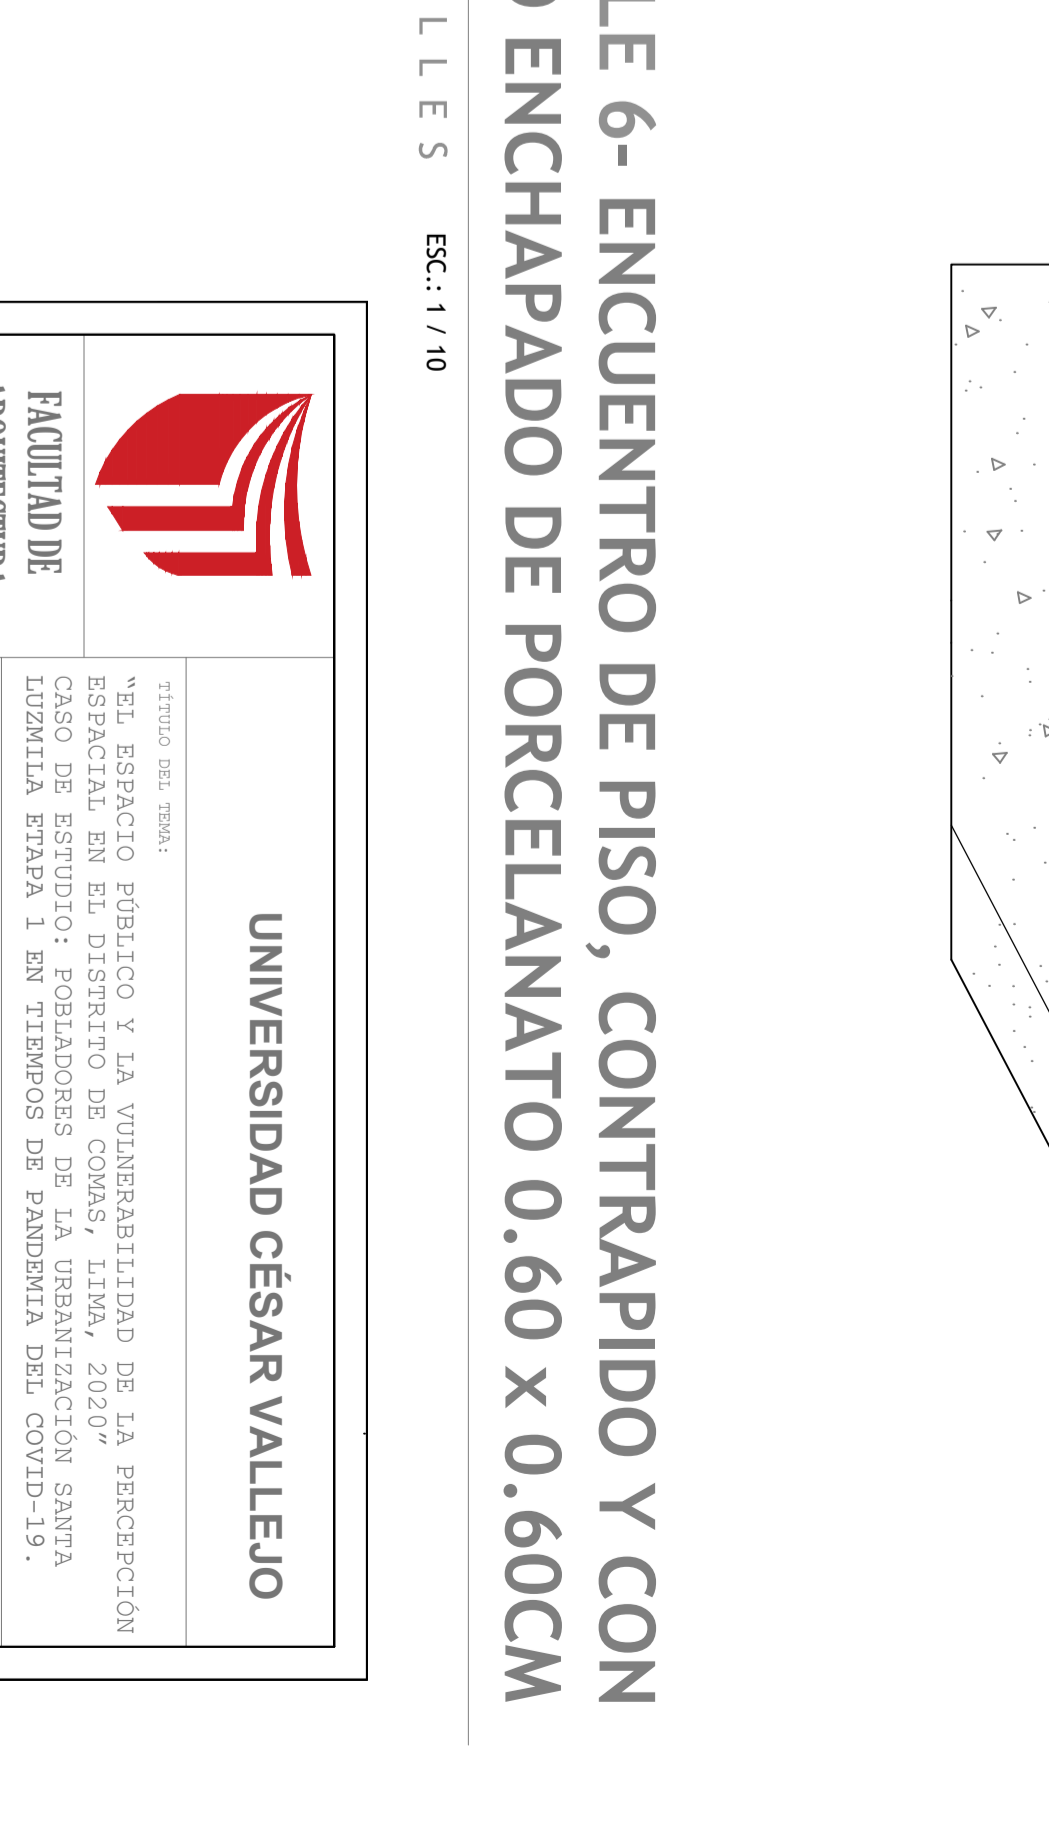 LE 6- ENCUENTRO DE PISO, CONTRAPIDO Y CON
O ENCHAPADO DE PORCELANATO 0.60 x 0.60CM
L L E S ESC.: 1 / 10
UNIVERSIDAD CÉSAR VALLEJO
TÍTULO DEL TEMA:
“EL ESPACIO PÚBLICO Y LA VULNERABILIDAD DE LA PERCEPCIÓN
ESPACIAL EN EL DISTRITO DE COMAS, LIMA, 2020”
CASO DE ESTUDIO: POBLADORES DE LA URBANIZACIÓN SANTA
LUZMILA ETAPA 1 EN TIEMPOS DE PANDEMIA DEL COVID-19.
FACULTAD DE